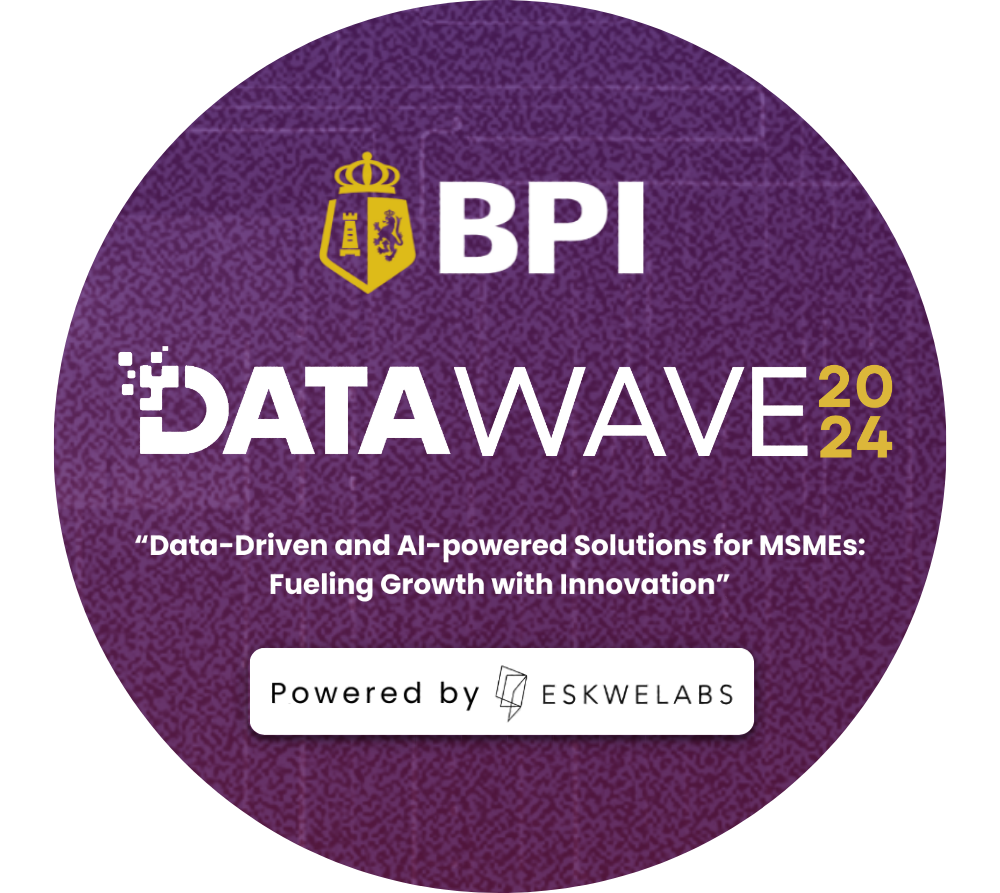 BPI
DATAWAVE 2024
“Data-Driven and AI-powered Solutions for MSMEs:
Fueling Growth with Innovation”
Powered by ESKWELABS